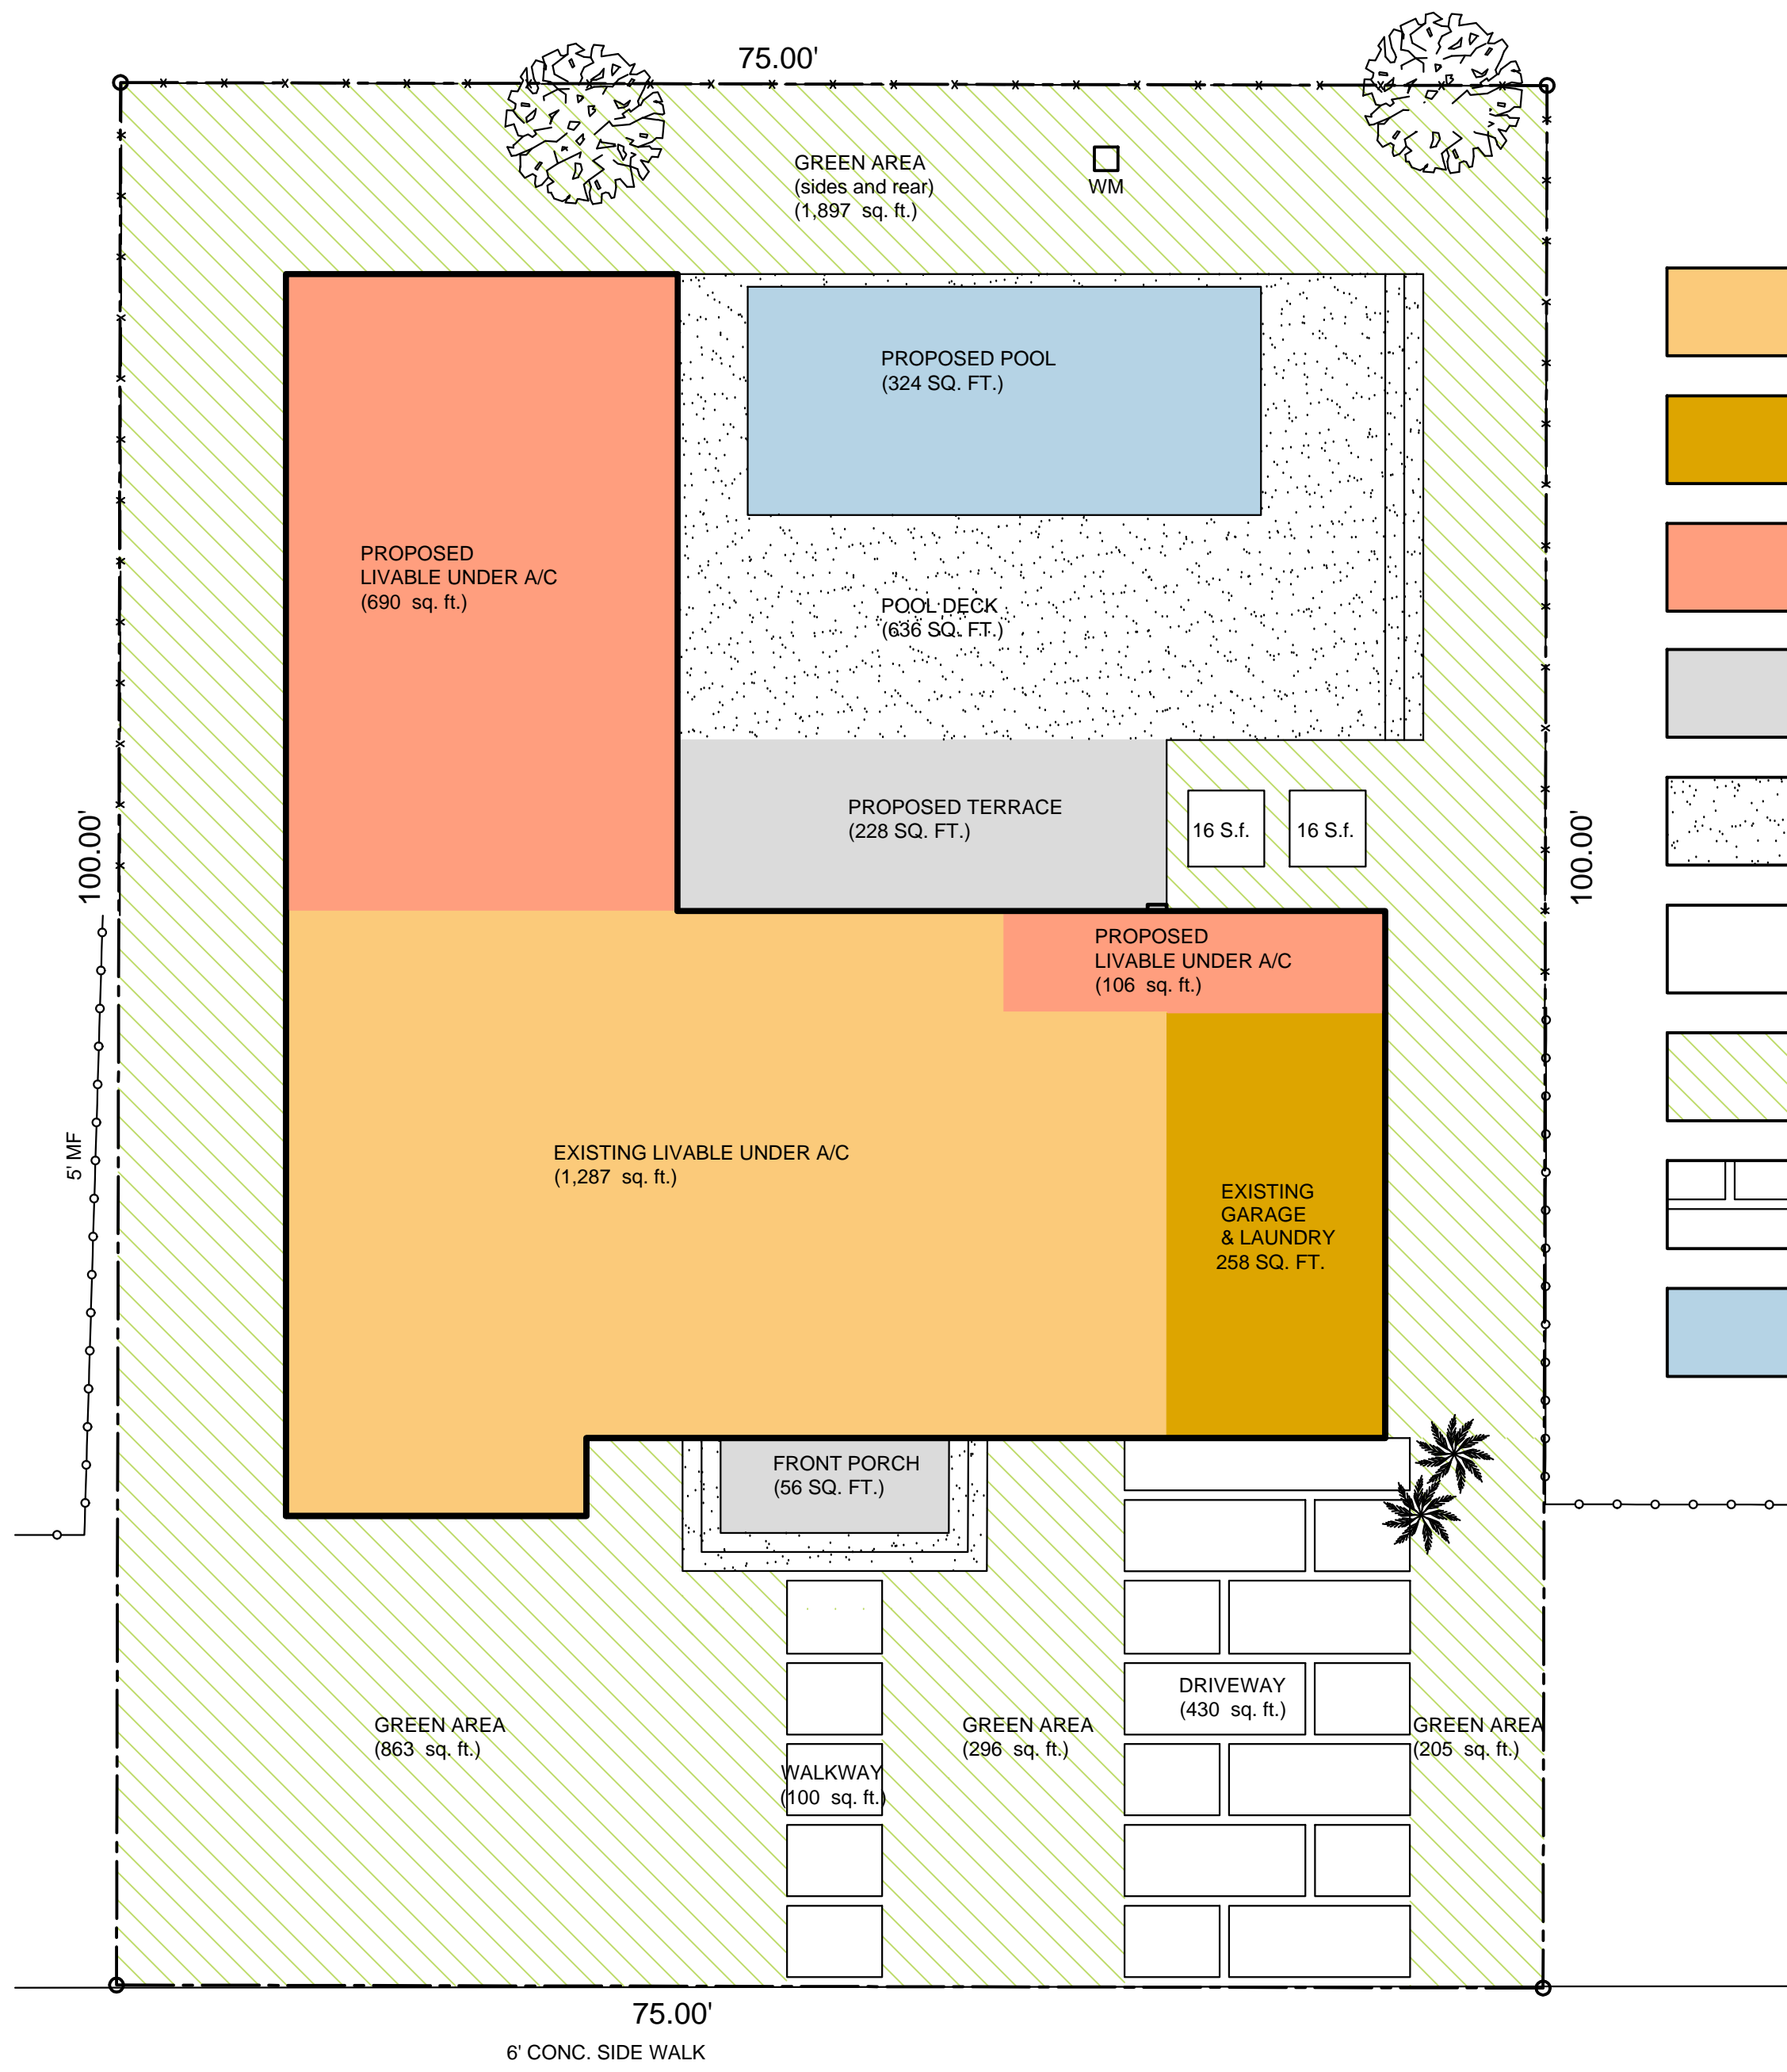 75.00'
GREEN AREA
(sides and rear)
(1,897 sq. ft.)
WM
PROPOSED POOL
(324 SQ. FT.)
PROPOSED
LIVABLE UNDER A/C
(690 sq. ft.)
POOL DECK
(636 SQ. FT.)
100.00'
PROPOSED TERRACE
(228 SQ. FT.)
16 S.f.
16 S.f.
100.00'
PROPOSED
LIVABLE UNDER A/C
(106 sq. ft.)
5' MF
EXISTING LIVABLE UNDER A/C
(1,287 sq. ft.)
EXISTING
GARAGE
& LAUNDRY
258 SQ. FT.
FRONT PORCH
(56 SQ. FT.)
DRIVEWAY
(430 sq. ft.)
GREEN AREA
(863 sq. ft.)
GREEN AREA
(296 sq. ft.)
GREEN AREA
(205 sq. ft.)
WALKWAY
(100 sq. ft.)
75.00'
6' CONC. SIDE WALK